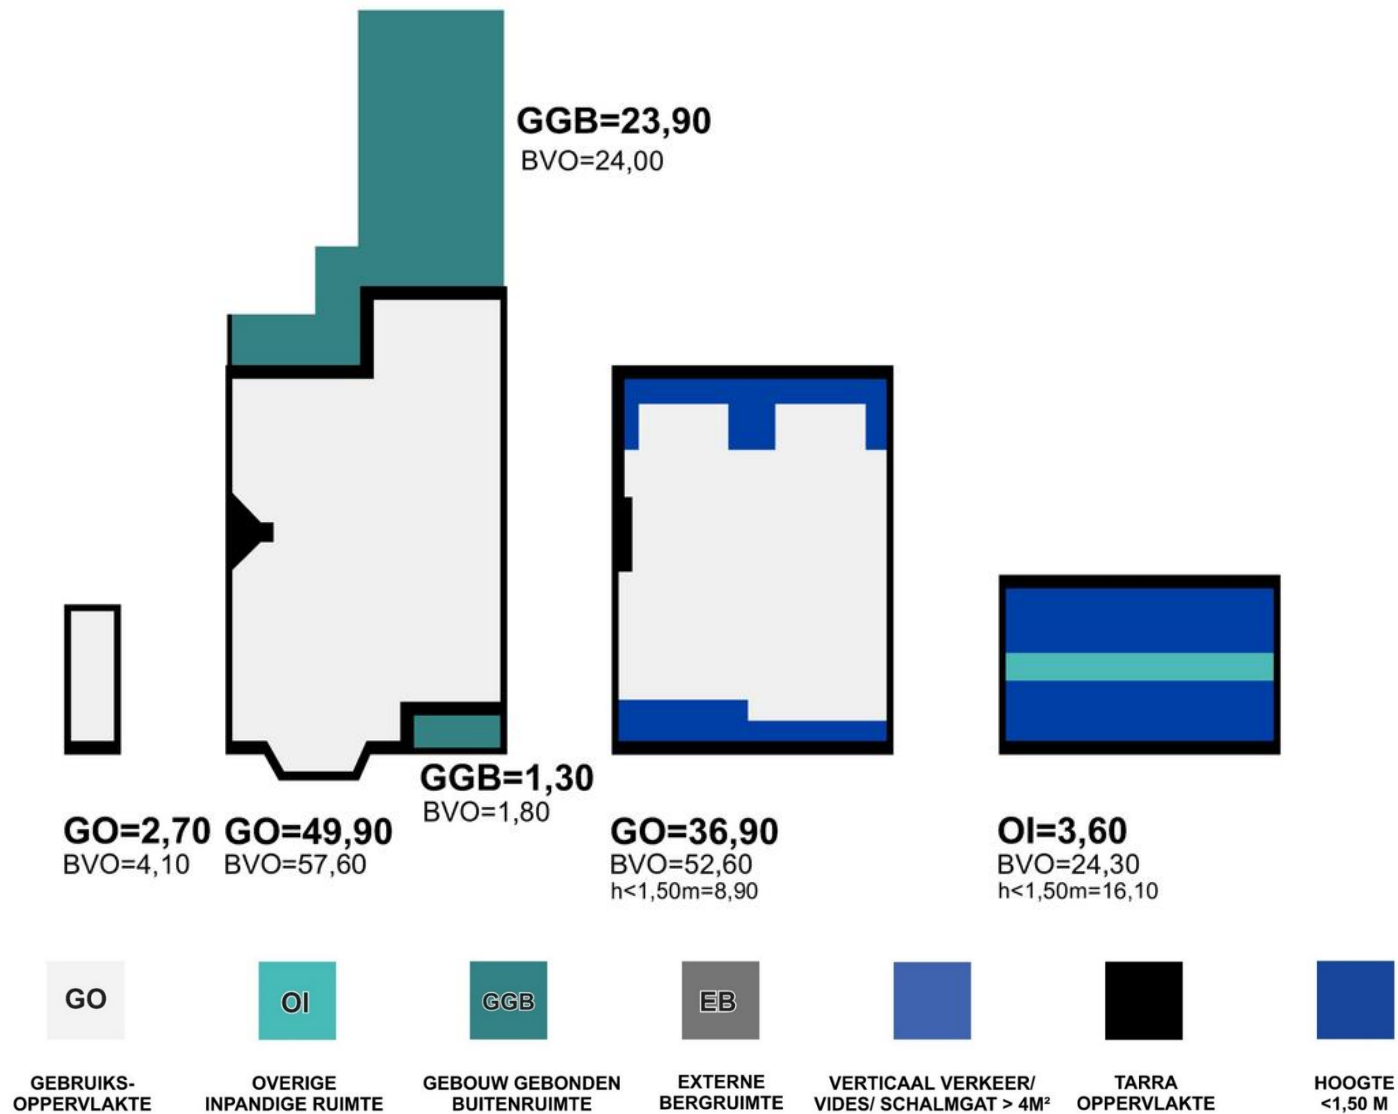 GGB=23,90
BVO=24,00
GGB=1,30
BVO=1,80
GO=2,70
BVO=4,10
GO=49,90
BVO=57,60
GO=36,90
BVO=52,60
h<1,50m=8,90
OI=3,60
BVO=24,30
h<1,50m=16,10
GO
GEBRUIKS-
OPPERVLAKTE
OI
OVERIGE
INPANDIGE RUIMTE
GGB
GEBOUW GEBONDEN
BUITENRUIMTE
EB
EXTERNE
BERGRUIMTE
VERTICAAL VERKEER/
VIDES/ SCHALMGAT > 4M²
TARRA
OPPERVLAKTE
HOOGTE
<1,50 M